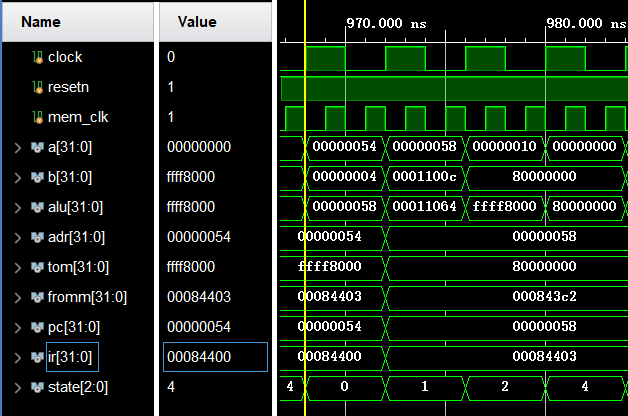 Name Value 970.000 ns 980.000 ns
clock 0
resetn 1
mem_clk 1
a[31:0] 00000000 00000054 00000058 00000010 00000000
b[31:0] ffff8000 00000004 0001100c 80000000
alu[31:0] ffff8000 00000058 00011064 ffff8000 80000000
adr[31:0] 00000054 00000054 00000058
tom[31:0] ffff8000 ffff8000 80000000
fromm[31:0] 00084403 00084403 000843c2
pc[31:0] 00000054 00000054 00000058
ir[31:0] 00084400 00084400 00084403
state[2:0] 4 4 0 1 2 4